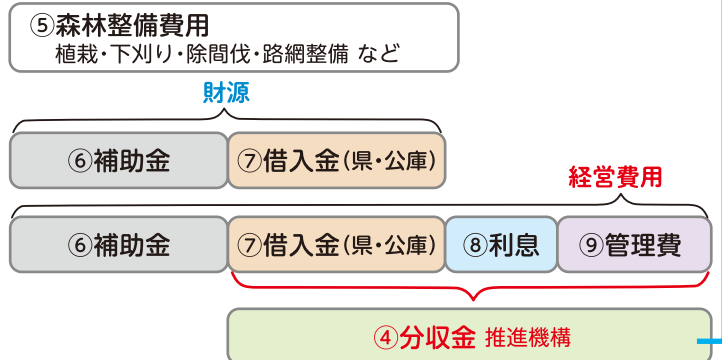 ⑤森林整備費用
植栽・下刈り・除間伐・路網整備 など
財源
⑥補助金 ⑦借入金(県・公庫)
経営費用
⑥補助金 ⑦借入金(県・公庫) ⑧利息 ⑨管理費
④分収金 推進機構